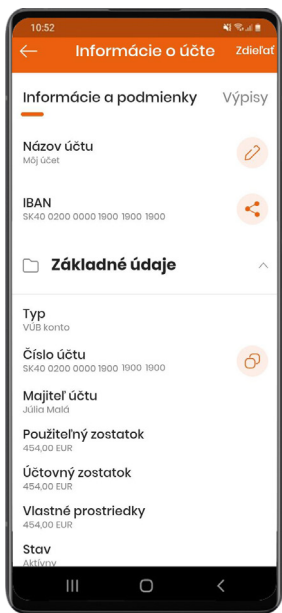 10:52
Informácie o účte Zdieľať
Informácie a podmienky Výpisy
Názov účtu
Môj účet
IBAN
SK40 0200 0000 1900 1900 1900
Základné údaje
Typ
VÚB konto
Číslo účtu
SK40 0200 0000 1900 1900 1900
Majiteľ účtu
Júlia Malá
Použiteľný zostatok
454,00 EUR
Účtovný zostatok
454,00 EUR
Vlastné prostriedky
454,00 EUR
Stav
Aktívny